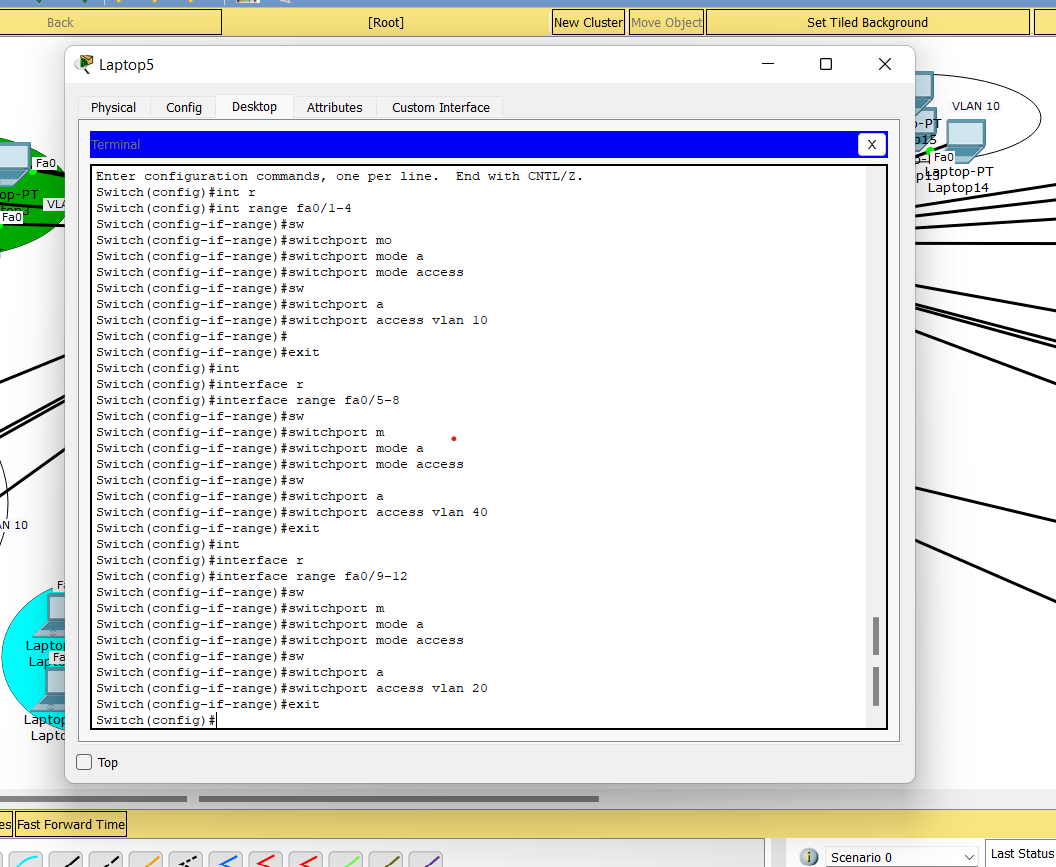 Back
[Root]
New Cluster
Move Object
Set Tiled Background
Laptop5
Physical
Config
Desktop
Attributes
Custom Interface
Terminal
X
Enter configuration commands, one per line.  End with CNTL/Z.
Switch(config)#int r
Switch(config)#int range fa0/1-4
Switch(config-if-range)#sw
Switch(config-if-range)#switchport mo
Switch(config-if-range)#switchport mode a
Switch(config-if-range)#switchport mode access
Switch(config-if-range)#sw
Switch(config-if-range)#switchport a
Switch(config-if-range)#switchport access vlan 10
Switch(config-if-range)#
Switch(config-if-range)#exit
Switch(config)#int
Switch(config)#interface r
Switch(config)#interface range fa0/5-8
Switch(config-if-range)#sw
Switch(config-if-range)#switchport m
Switch(config-if-range)#switchport mode a
Switch(config-if-range)#switchport mode access
Switch(config-if-range)#sw
Switch(config-if-range)#switchport a
Switch(config-if-range)#switchport access vlan 40
Switch(config-if-range)#exit
Switch(config)#int
Switch(config)#interface r
Switch(config)#interface range fa0/9-12
Switch(config-if-range)#sw
Switch(config-if-range)#switchport m
Switch(config-if-range)#switchport mode a
Switch(config-if-range)#switchport mode access
Switch(config-if-range)#sw
Switch(config-if-range)#switchport a
Switch(config-if-range)#switchport access vlan 20
Switch(config-if-range)#exit
Switch(config)#
Top
Fa0
op-PT
VLA
Fa0
AN 10
Fa
Lapto
Fa
Laptop
Lapto
VLAN 10
p-PT
Fa0
Laptop-PT
Laptop14
es
Fast Forward Time
Scenario 0
Last Status